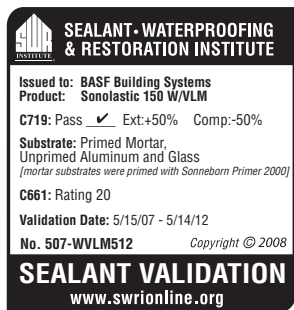 SWR
INSTITUTE
SEALANT • WATERPROOFING
& RESTORATION INSTITUTE
Issued to: BASF Building Systems
Product: Sonolastic 150 W/VLM
C719: Pass ✔ Ext:+50% Comp:-50%
Substrate: Primed Mortar,
Unprimed Aluminum and Glass
[mortar substrates were primed with Sonneborn Primer 2000]
C661: Rating 20
Validation Date: 5/15/07 - 5/14/12
No. 507-WVLM512 Copyright © 2008
SEALANT VALIDATION
www.swrionline.org